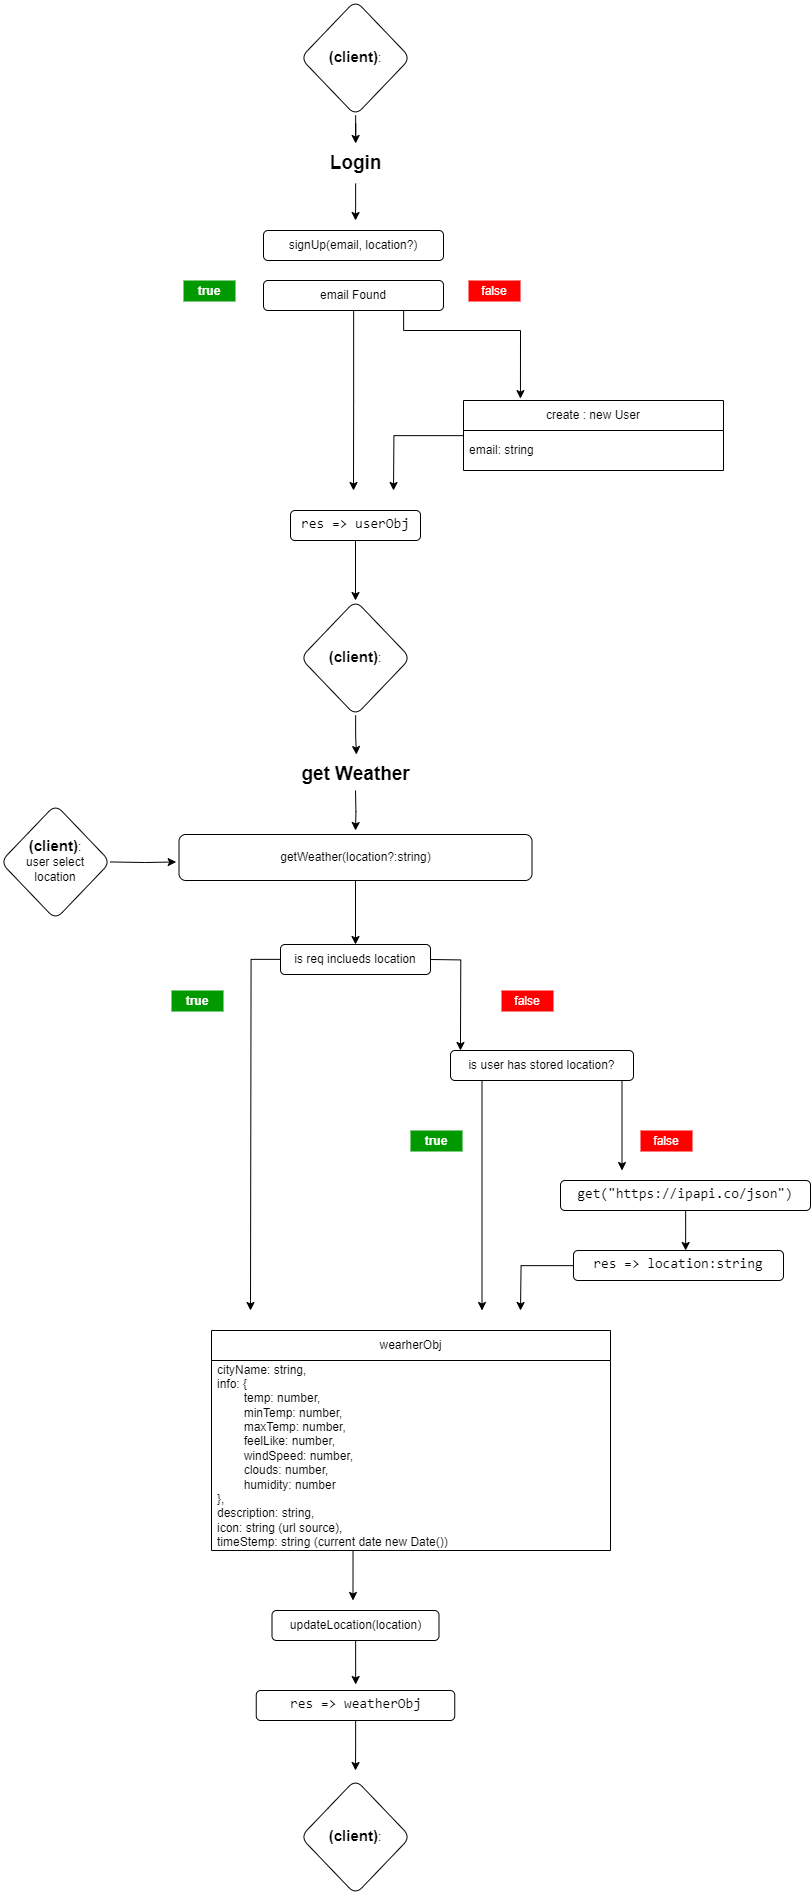 (client):
Login
signUp(email, location?)
true
email Found
false
create : new User
email: string
res => userObj
(client):
get Weather
(client):
user select
location
getWeather(location?:string)
is req inclueds location
true
false
is user has stored location?
true
false
get("https://ipapi.co/json")
res => location:string
wearherObj
cityName: string,
info: {
temp: number,
minTemp: number,
maxTemp: number,
feelLike: number,
windSpeed: number,
clouds: number,
humidity: number
},
description: string,
icon: string (url source),
timeStemp: string (current date new Date())
updateLocation(location)
res => weatherObj
(client):